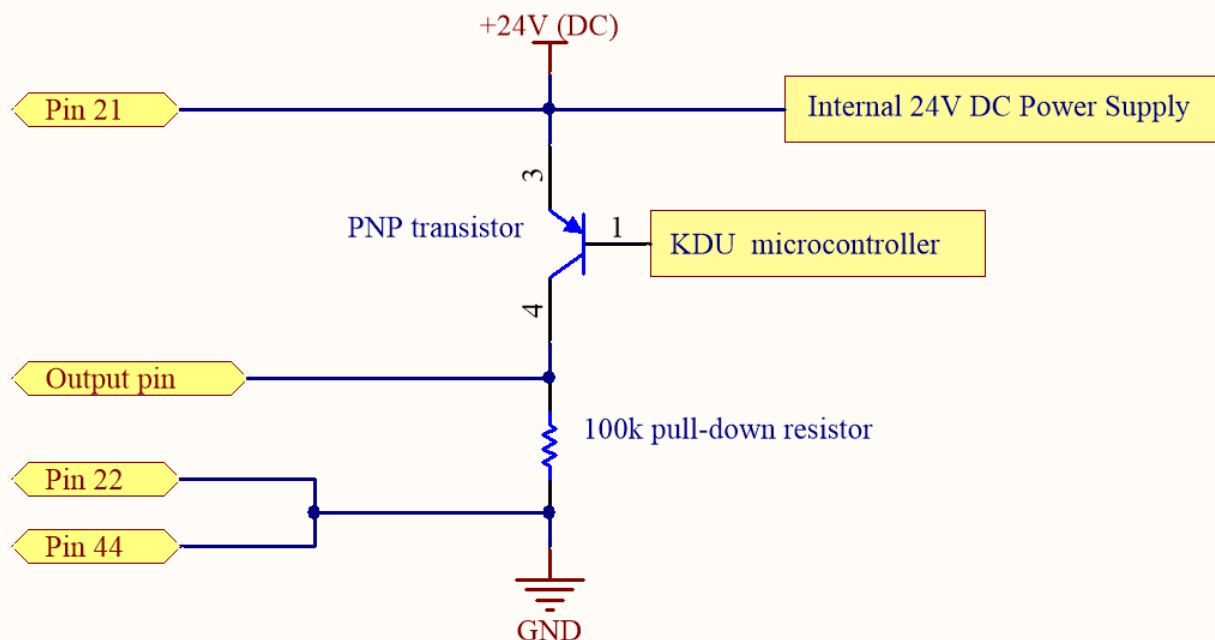 +24V (DC)
Pin 21
Internal 24V DC Power Supply
3
PNP transistor
1
KDU microcontroller
4
Output pin
100k pull-down resistor
Pin 22
Pin 44
GND